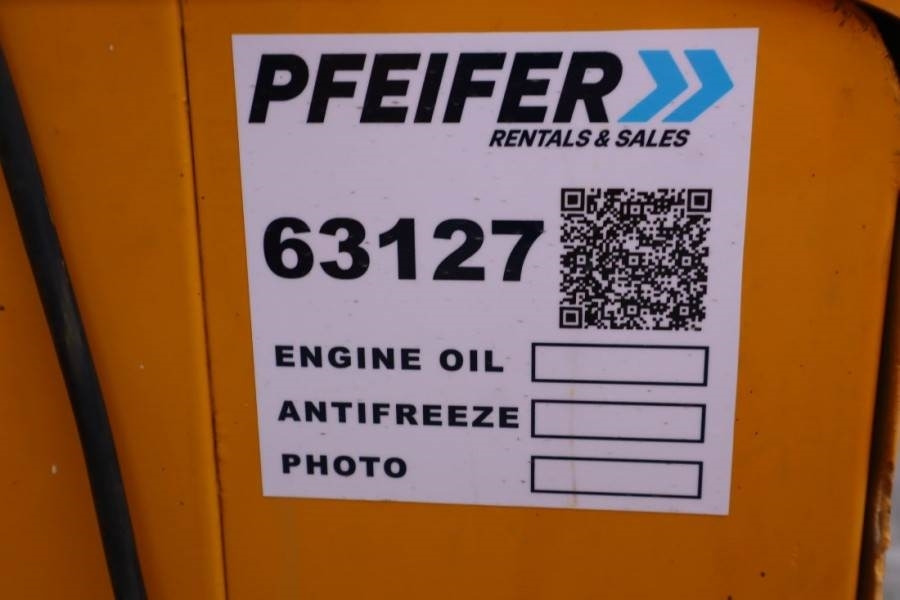 PFEIFER
RENTALS & SALES
63127
ENGINE OIL
ANTIFREEZE
PHOTO